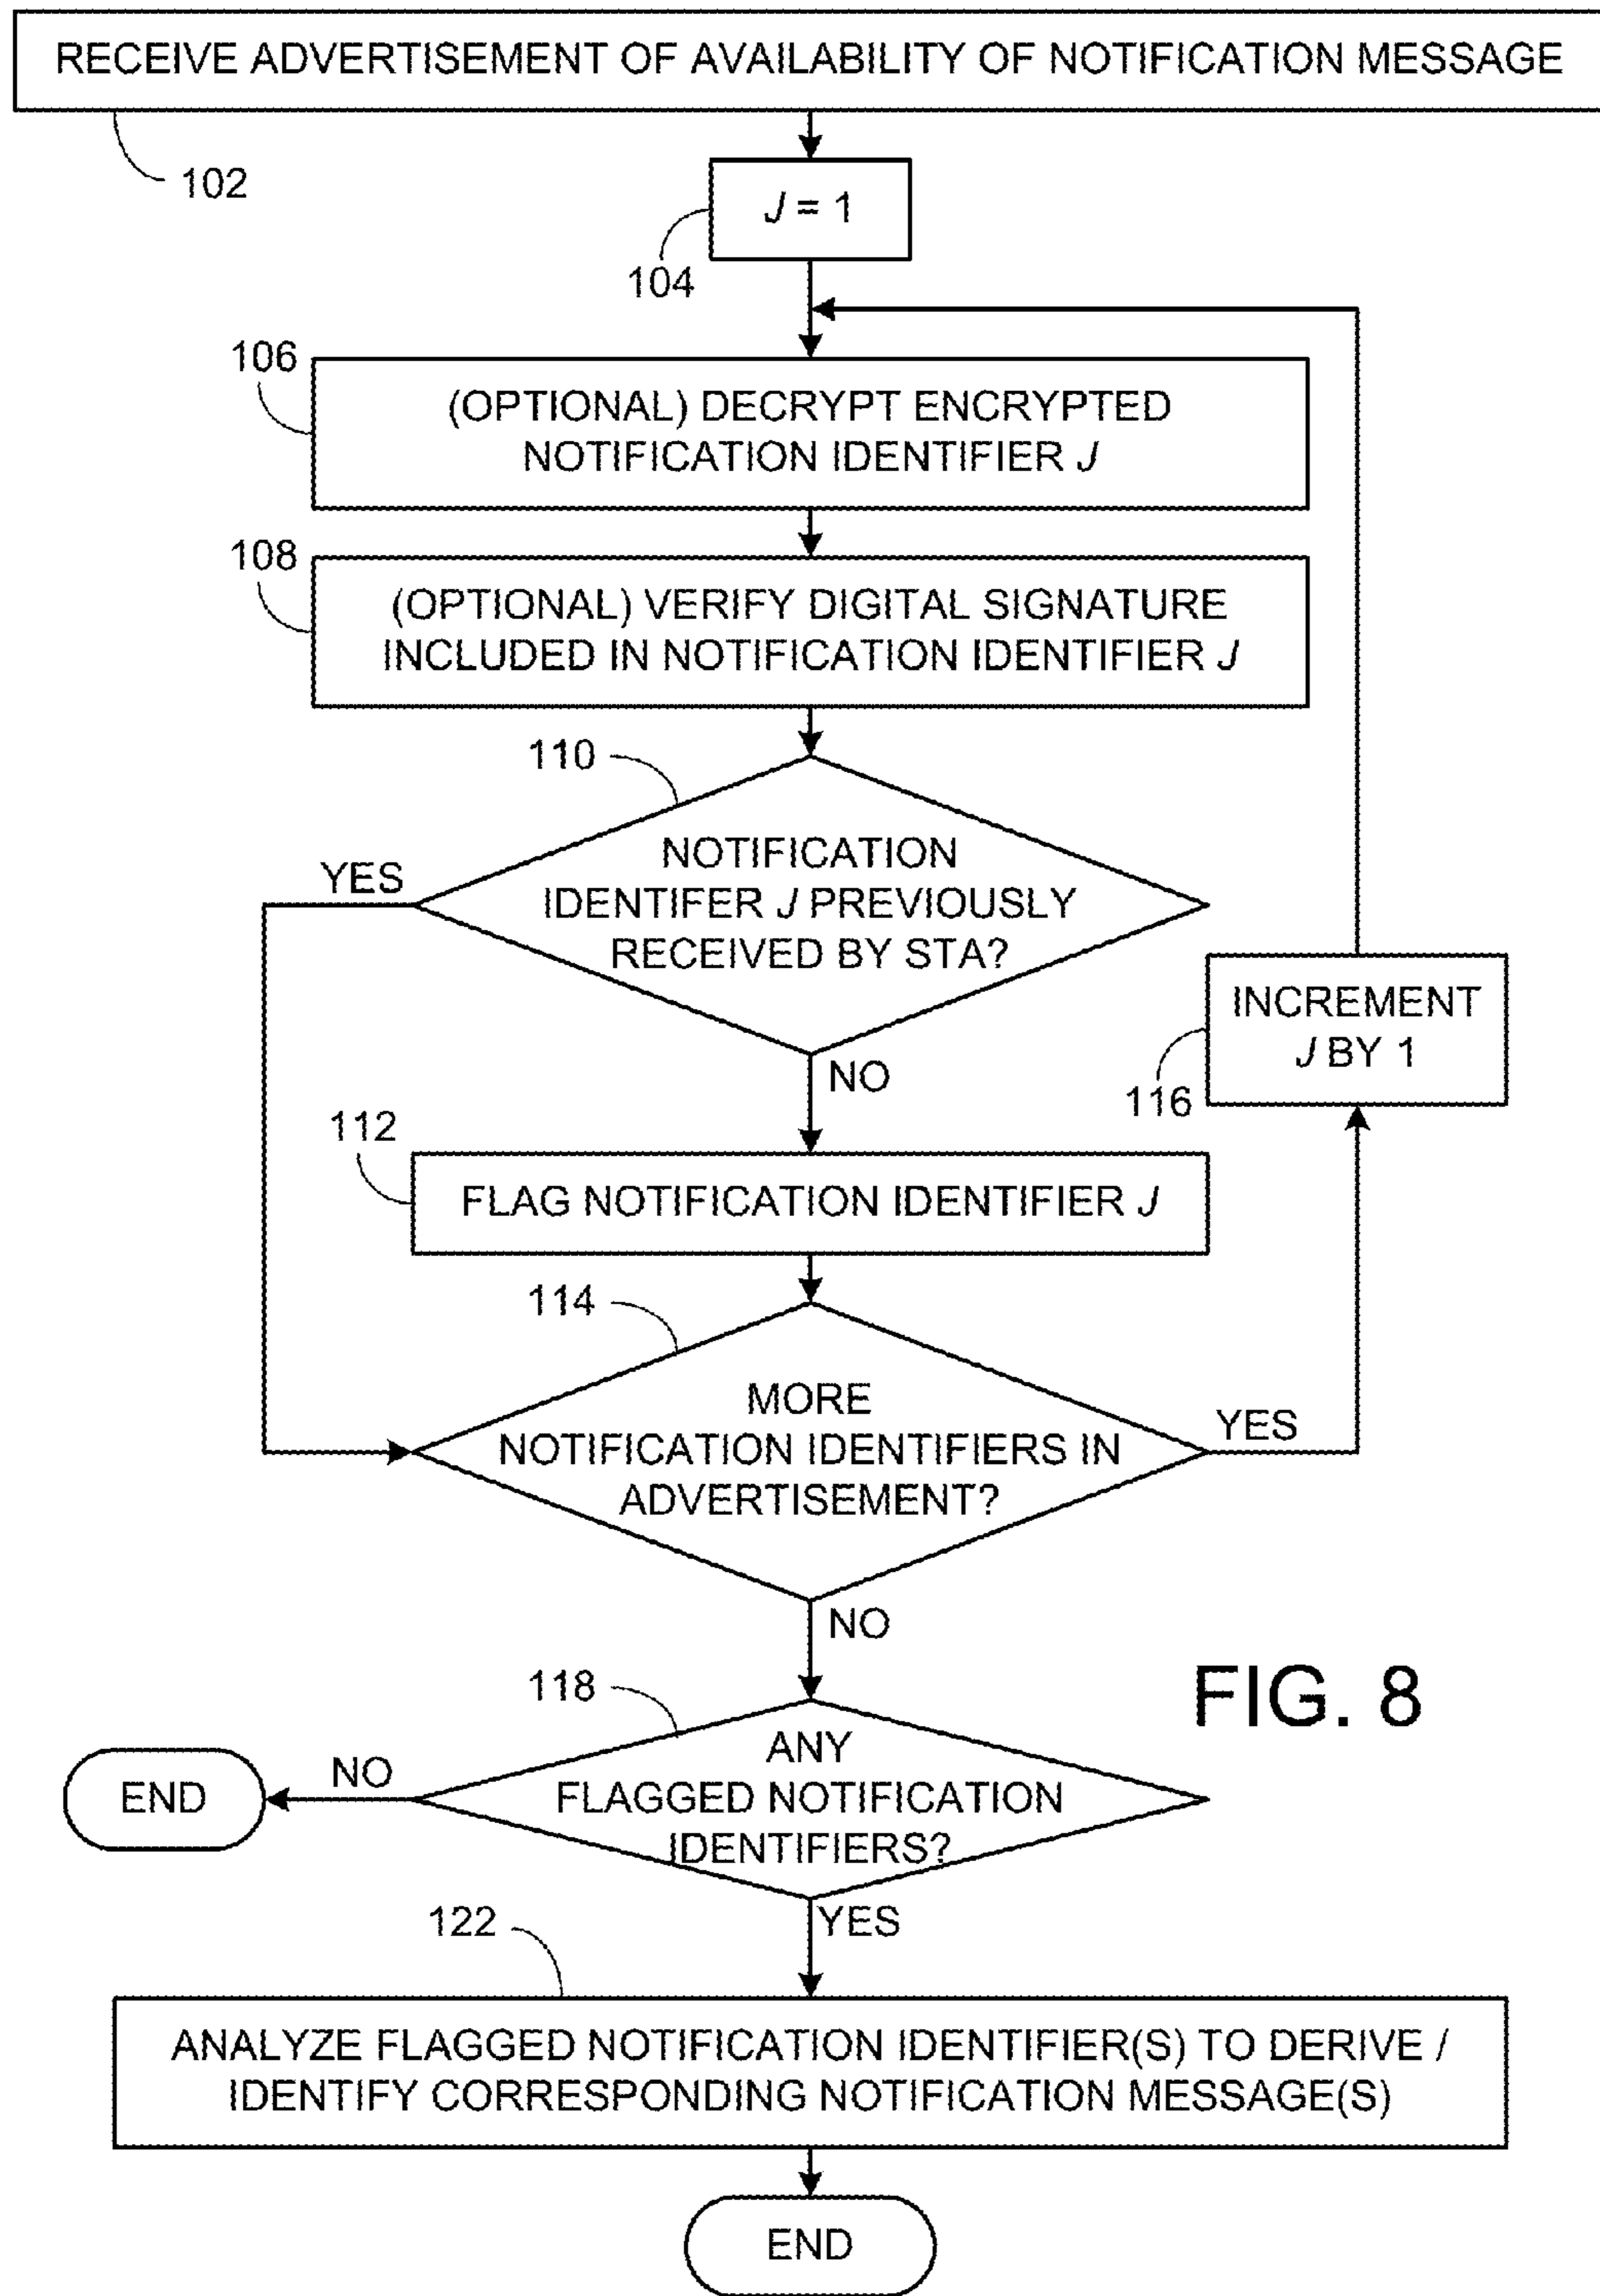 RECEIVE ADVERTISEMENT OF AVAILABILITY OF NOTIFICATION MESSAGE
102
J = 1
104
106
(OPTIONAL) DECRYPT ENCRYPTED
NOTIFICATION IDENTIFIER J
108
(OPTIONAL) VERIFY DIGITAL SIGNATURE
INCLUDED IN NOTIFICATION IDENTIFIER J
110
NOTIFICATION
IDENTIFER J PREVIOUSLY
RECEIVED BY STA?
YES
NO
INCREMENT
J BY 1
116
112
FLAG NOTIFICATION IDENTIFIER J
114
MORE
NOTIFICATION IDENTIFIERS IN
ADVERTISEMENT?
YES
NO
FIG. 8
118
ANY
FLAGGED NOTIFICATION
IDENTIFIERS?
NO
END
YES
122
ANALYZE FLAGGED NOTIFICATION IDENTIFIER(S) TO DERIVE /
IDENTIFY CORRESPONDING NOTIFICATION MESSAGE(S)
END